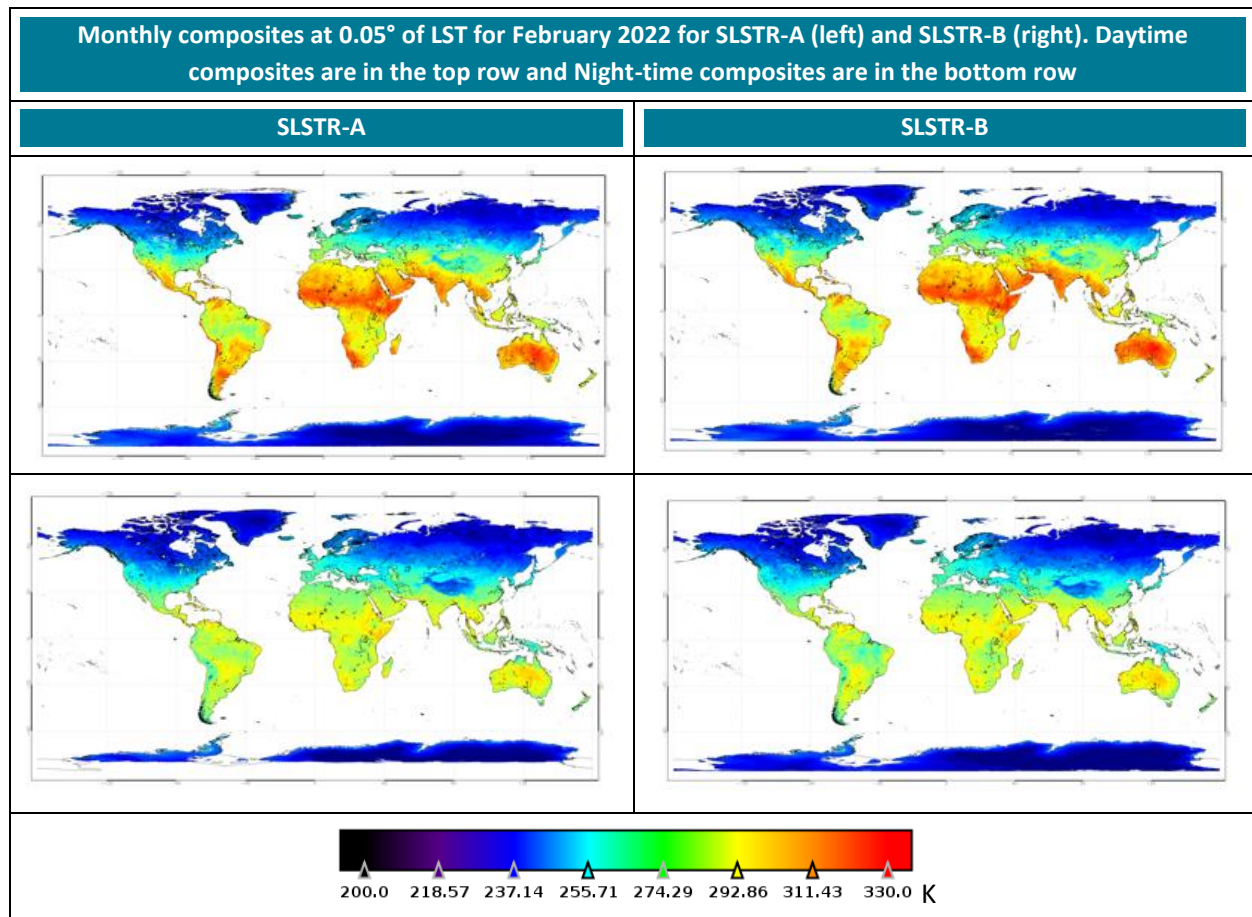 Monthly composites at 0.05° of LST for February 2022 for SLSTR-A (left) and SLSTR-B (right). Daytime
composites are in the top row and Night-time composites are in the bottom row
SLSTR-A
SLSTR-B
200.0 218.57 237.14 255.71 274.29 292.86 311.43 330.0 K